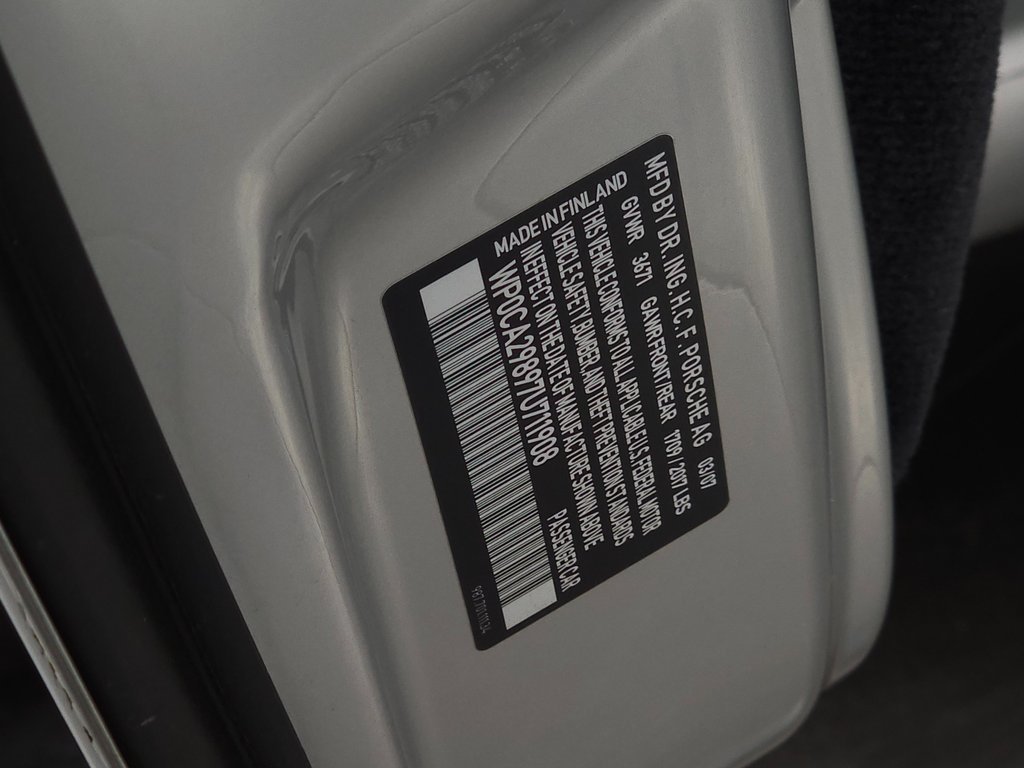 MFD BY DR. ING H.C. F. PORSCHE AG 03/07
GVWR 3671 GAWR FRONT/REAR 1709 / 2017 LBS
THIS VEHICLE CONFORMS TO ALL APPLICABLE U.S. FEDERAL MOTOR
VEHICLE SAFETY, BUMBER, AND THEFT PREVENTION STANDARDS
IN EFFECT ON THE DATE OF MANUFACTURE SHOWN ABOVE
MADE IN FINLAND WP0CA29897U711908 PASSENGER CAR